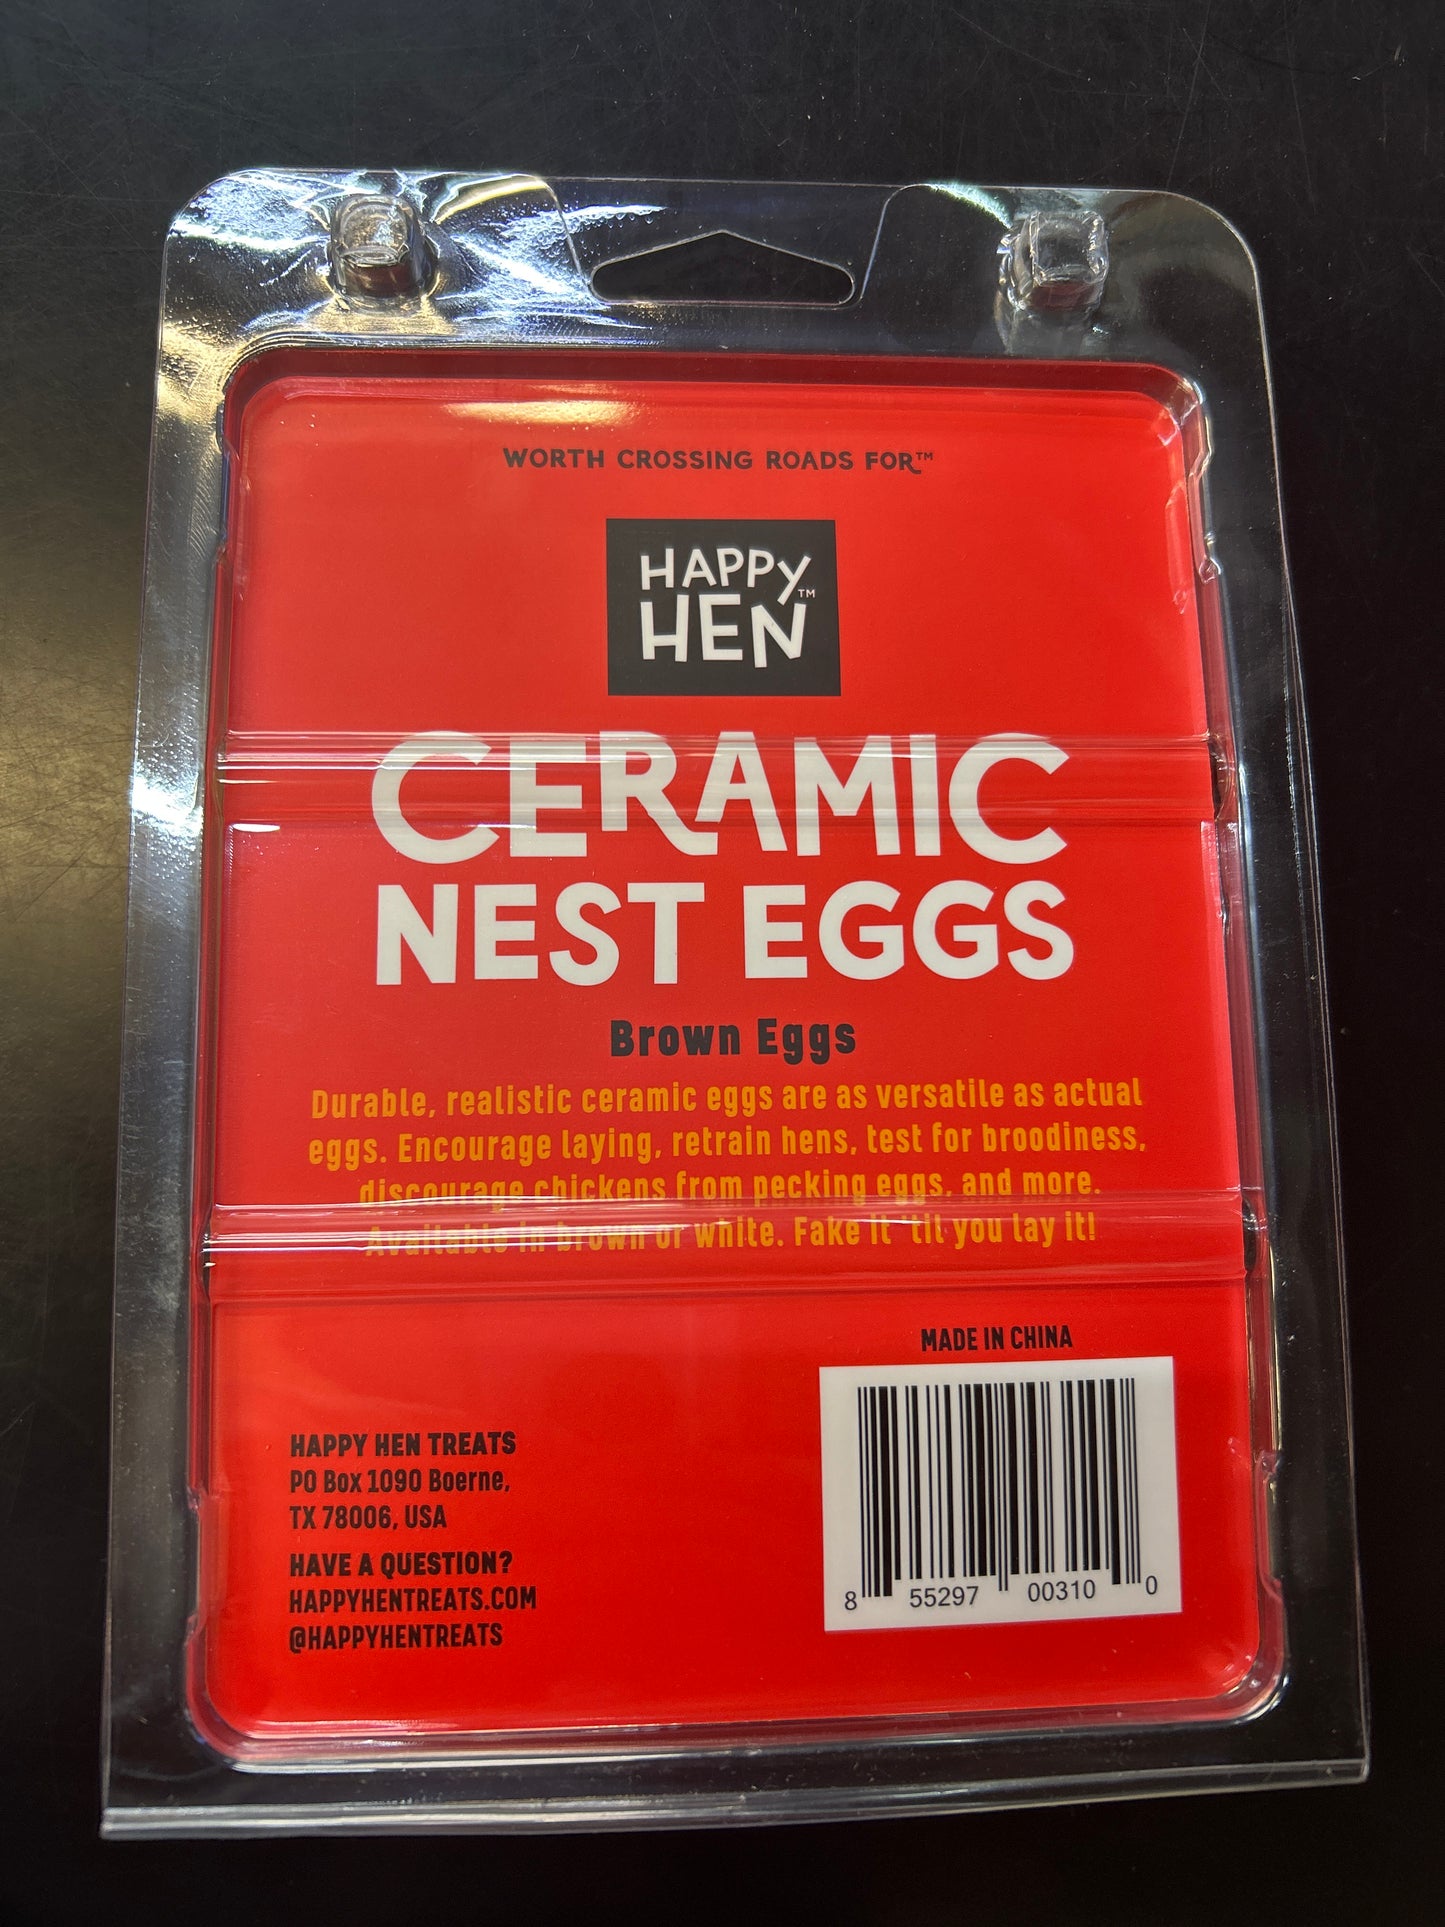 WORTH CROSSING ROADS FOR™
HAPPY
HEN™
CERAMIC
NEST EGGS
Brown Eggs
Durable, realistic ceramic eggs are as versatile as actual
eggs. Encourage laying, retrain hens, test for broodiness,
discourage chickens from pecking eggs, and more.
Available in brown or white. Fake it 'til you lay it!
MADE IN CHINA
HAPPY HEN TREATS
PO Box 1090 Boerne,
TX 78006, USA
HAVE A QUESTION?
HAPPYHENTREATS.COM
@HAPPYHENTREATS
8 55297 00310 0